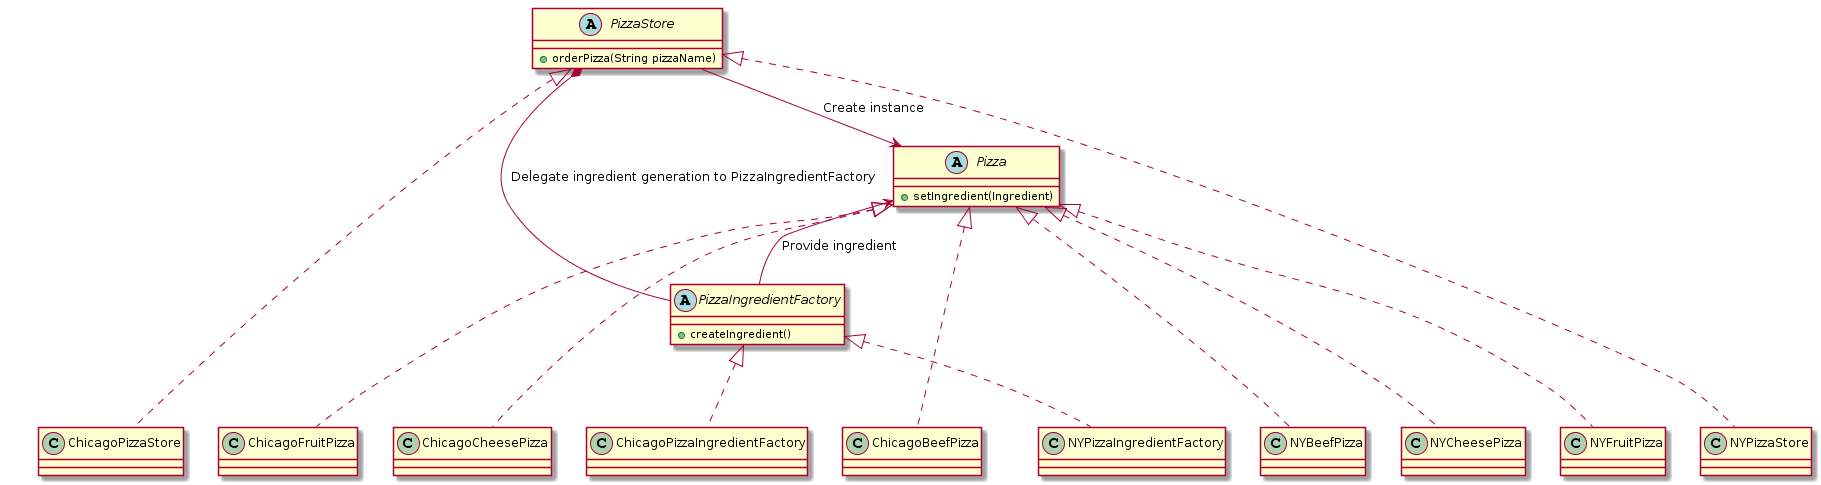 A PizzaStore
orderPizza(String pizzaName)
Create instance
A Pizza
setIngredient(Ingredient)
Delegate ingredient generation to PizzaIngredientFactory
Provide ingredient
A PizzaIngredientFactory
createIngredient()
C ChicagoPizzaStore
C ChicagoFruitPizza
C ChicagoCheesePizza
C ChicagoPizzaIngredientFactory
C ChicagoBeefPizza
C NYPizzaIngredientFactory
C NYBeefPizza
C NYCheesePizza
C NYFruitPizza
C NYPizzaStore